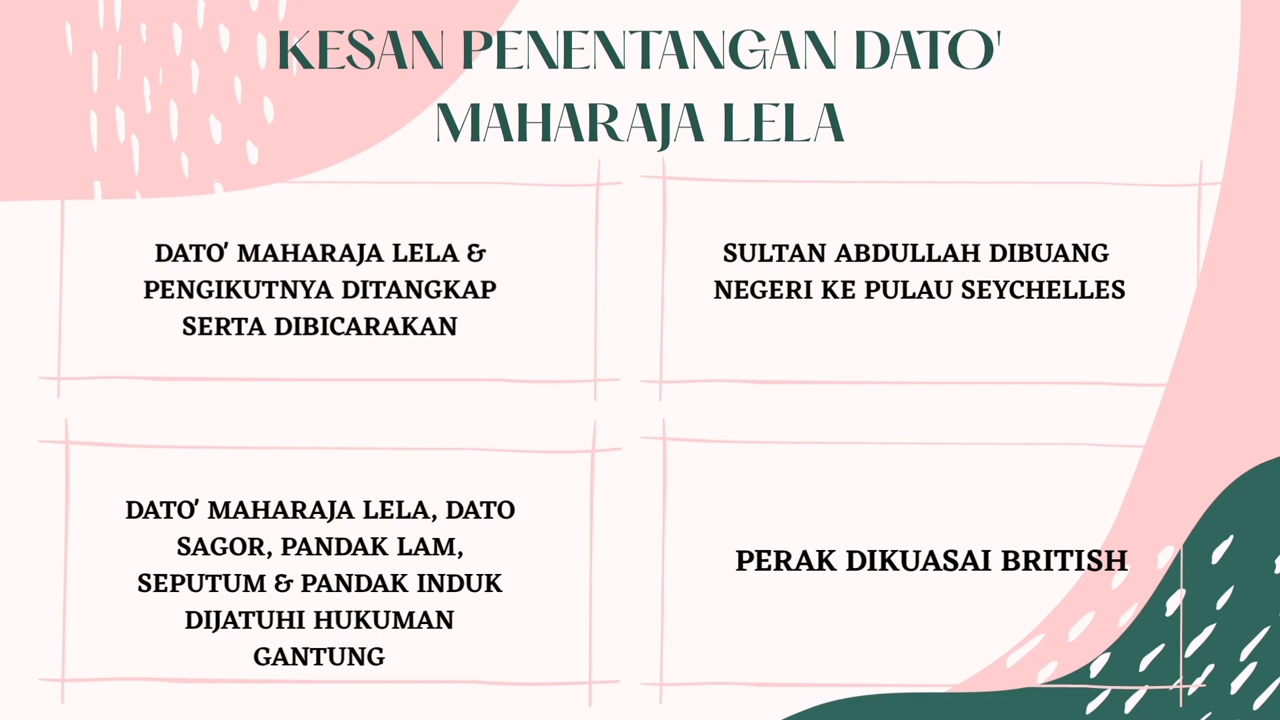 KESAN PENENTANGAN DATO'
MAHARAJA LELA
DATO' MAHARAJA LELA &
PENGIKUTNYA DITANGKAP
SERTA DIBICARAKAN
SULTAN ABDULLAH DIBUANG
NEGERI KE PULAU SEYCHELLES
DATO' MAHARAJA LELA, DATO
SAGOR, PANDAK LAM,
SEPUTUM & PANDAK INDUK
DIJATUHI HUKUMAN
GANTUNG
PERAK DIKUASAI BRITISH